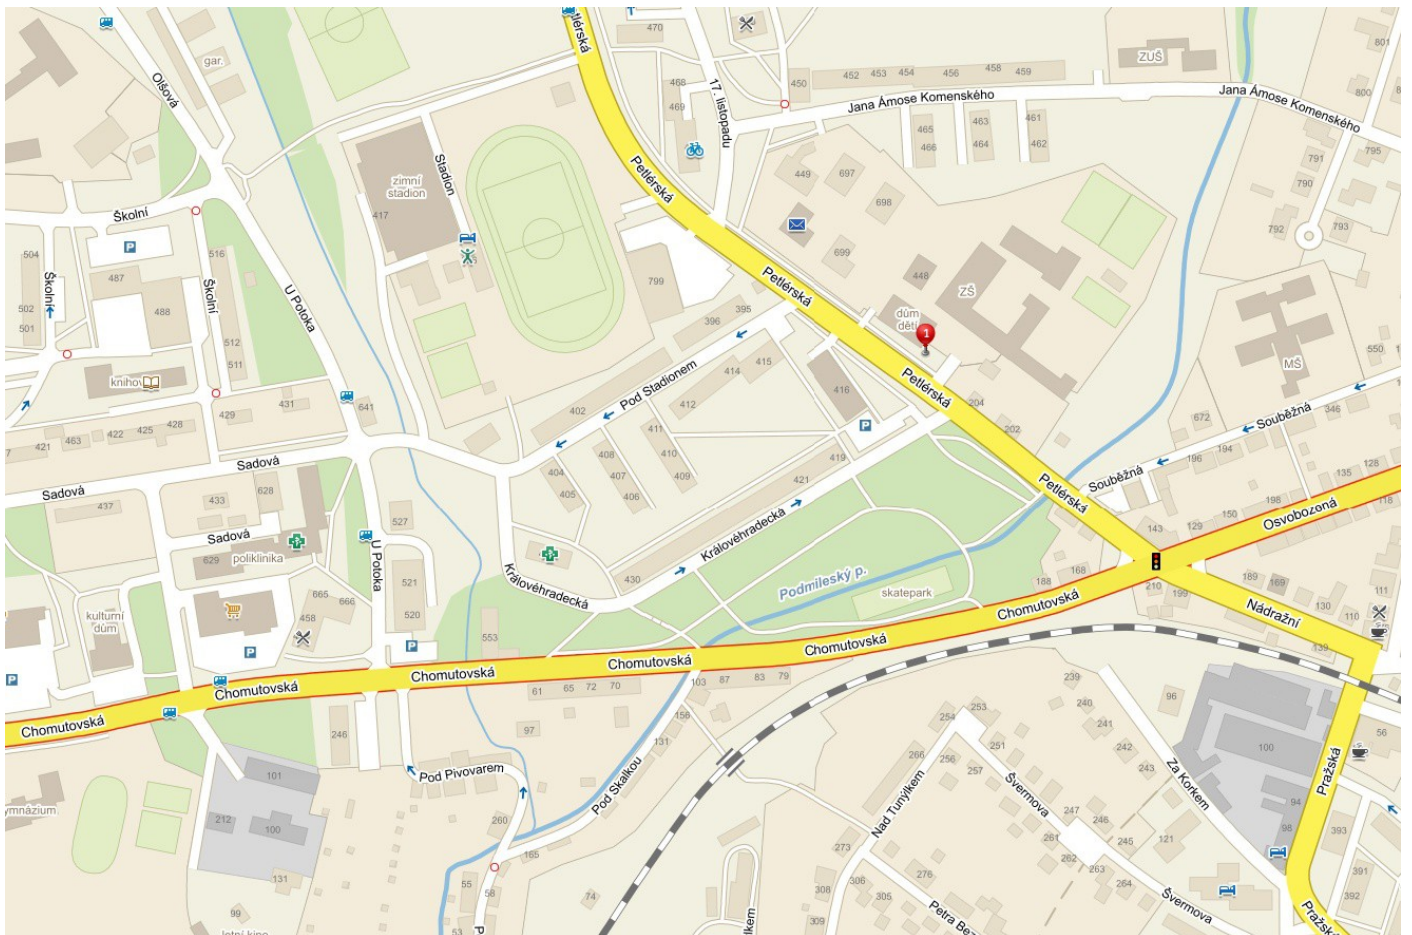 Petlérská
470
Olšová
gar.
ZUŠ
801
800
452 453 454 456 458 459
450
468
469
17. listopadu
Jana Ámose Komenského
Jana Ámose Komenského
465
466
463
464
461
462
791
795
790
792
793
zimní
stadion
417
Stadion
Petlérská
449
697
698
699
448
ZŠ
dům
dětí
1
Školní
P
504
502
501
Školní
487
488
516
Školní
512
511
U Potoka
799
396
395
Petlérská
MŠ
550
knihov
Pod Stadionem
414
415
412
416
402
Petlérská
204
202
672
Souběžná
346
421
463
422
425
428
429
431
641
Sadová
Sadová
404
405
408
407
406
411
410
409
419
421
P
196
194
Souběžná
Petlérská
135
128
118
198
150
129
143
Osvobozená
437
433
628
Sadová
629
poliklinika
527
U Potoka
521
520
430
Královéhradecká
Královéhradecká
Podmileský p.
skatepark
188
168
210
199
189
169
130
110
111
139
Nádražní
kulturní
dům
665
666
458
P
P
P
553
Chomutovská
Chomutovská
Chomutovská
Chomutovská
Chomutovská
Chomutovská
61
65
72
70
103
87
83
79
246
97
156
131
Pod Skalkou
Pod Pivovarem
101
212
100
131
99
letní kino
260
165
55
58
53
74
239
240
241
242
243
96
254
253
251
256
257
266
Nad Tunýlkem
Švermova
247
246
245
261
262
263
264
121
Za Korkem
100
94
98
56
Pražská
393
391
392
Pražská
273
276
308
306
305
309
Petra Bez
Švermova